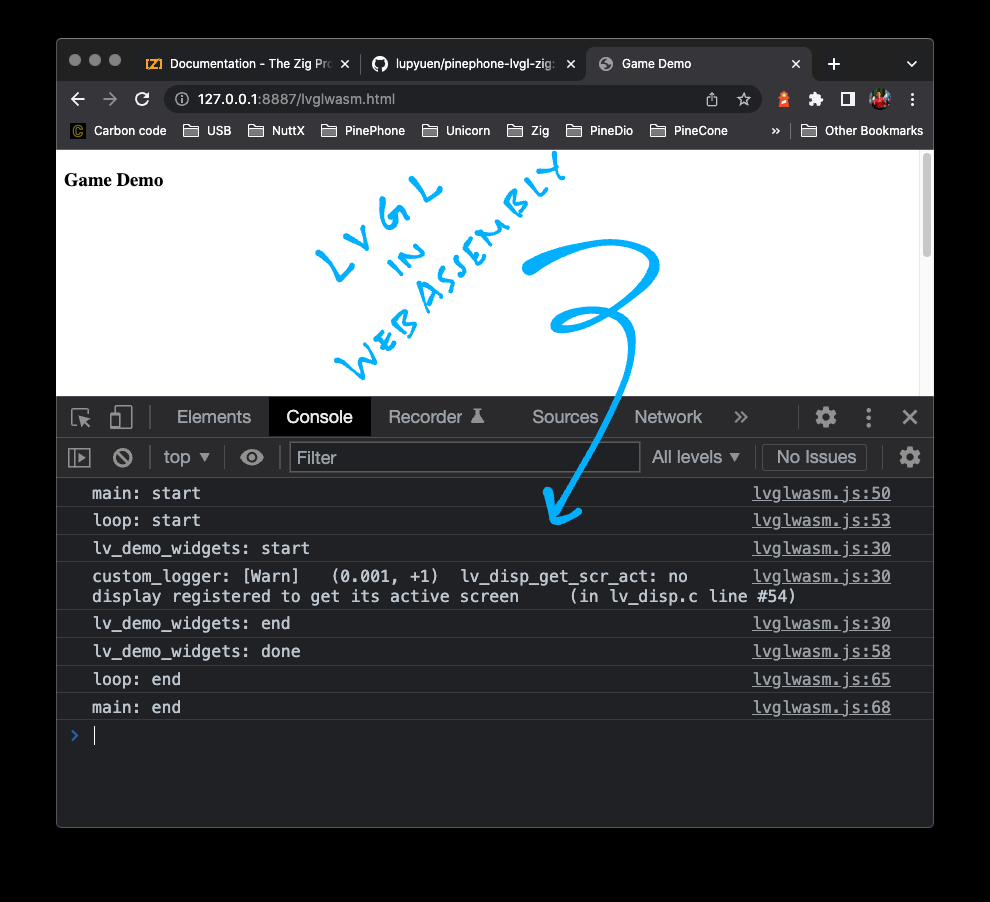 Documentation - The Zig Pro
lupyuen/pinephone-lvgl-zig:
Game Demo
127.0.0.1:8887/lvglwasm.html
Carbon code USB NuttX PinePhone Unicorn Zig PineDio PineCone » Other Bookmarks
Game Demo
LVGL
IN
WEBASSEMBLY
Elements Console Recorder Sources Network »
top Filter All levels No Issues
main: start lvglwasm.js:50
loop: start lvglwasm.js:53
lv_demo_widgets: start lvglwasm.js:30
custom_logger: [Warn] (0.001, +1) lv_disp_get_scr_act: no lvglwasm.js:30
display registered to get its active screen (in lv_disp.c line #54)
lv_demo_widgets: end lvglwasm.js:30
lv_demo_widgets: done lvglwasm.js:58
loop: end lvglwasm.js:65
main: end lvglwasm.js:68